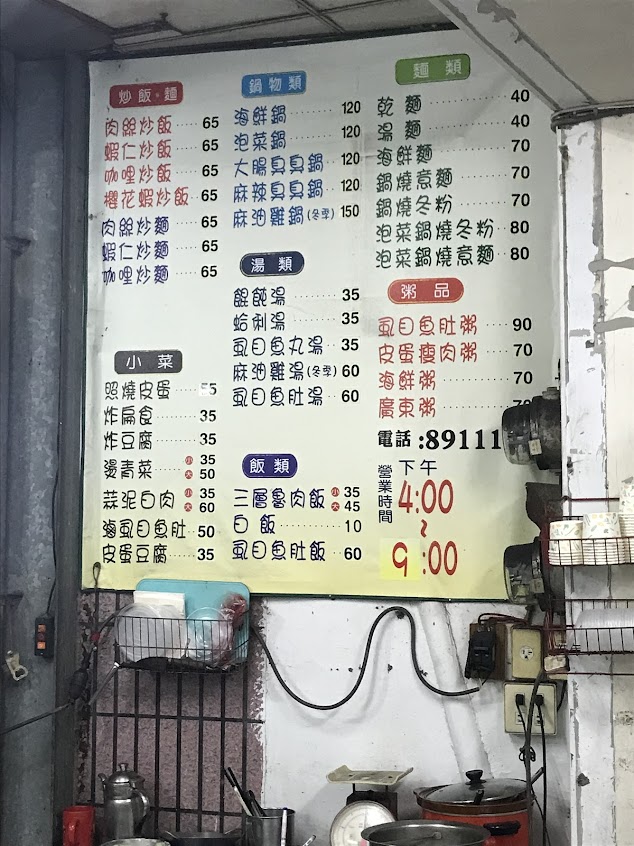 炒飯。麵
肉絲炒飯 65
蝦仁炒飯 65
咖哩炒飯 65
櫻花蝦炒飯 65
肉絲炒麵 65
蝦仁炒麵 65
咖哩炒麵 65
小菜
照燒皮蛋 55
炸扁食 35
炸豆腐 35
燙青菜 小 35
大 50
蒜泥白肉 小 35
大 60
滷虱目魚肚 50
皮蛋豆腐 35
鍋物類
海鮮鍋 120
泡菜鍋 120
大腸臭臭鍋 120
麻辣臭臭鍋 120
麻油雞鍋(冬季) 150
湯類
餛飩湯 35
蛤蜊湯 35
虱目魚丸湯 35
麻油雞湯(冬季) 60
虱目魚肚湯 60
飯類
三層魯肉飯 小 35
大 45
白飯 10
虱目魚肚飯 60
麵類
乾麵 40
湯麵 40
海鮮麵 70
鍋燒意麵 70
鍋燒冬粉 70
泡菜鍋燒冬粉 80
泡菜鍋燒意麵 80
粥品
虱目魚肚粥 90
皮蛋瘦肉粥 70
海鮮粥 70
廣東粥
電話:89111
營業時間
下午
4:00
~
9:00